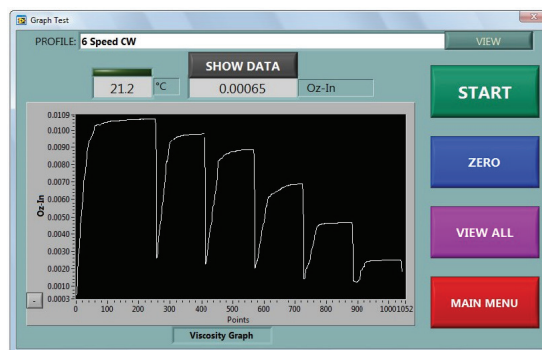 Graph Test
PROFILE: 6 Speed CW VIEW
SHOW DATA
21.2 °C 0.00065 Oz-In
START
ZERO
VIEW ALL
MAIN MENU
Oz-In
0.0109
0.0100
0.0090
0.0080
0.0070
0.0060
0.0050
0.0040
0.0030
0.0020
0.0010
0.0003
-
0 100 200 300 400 500 600 700 800 900 1000 1052
Points
Viscosity Graph